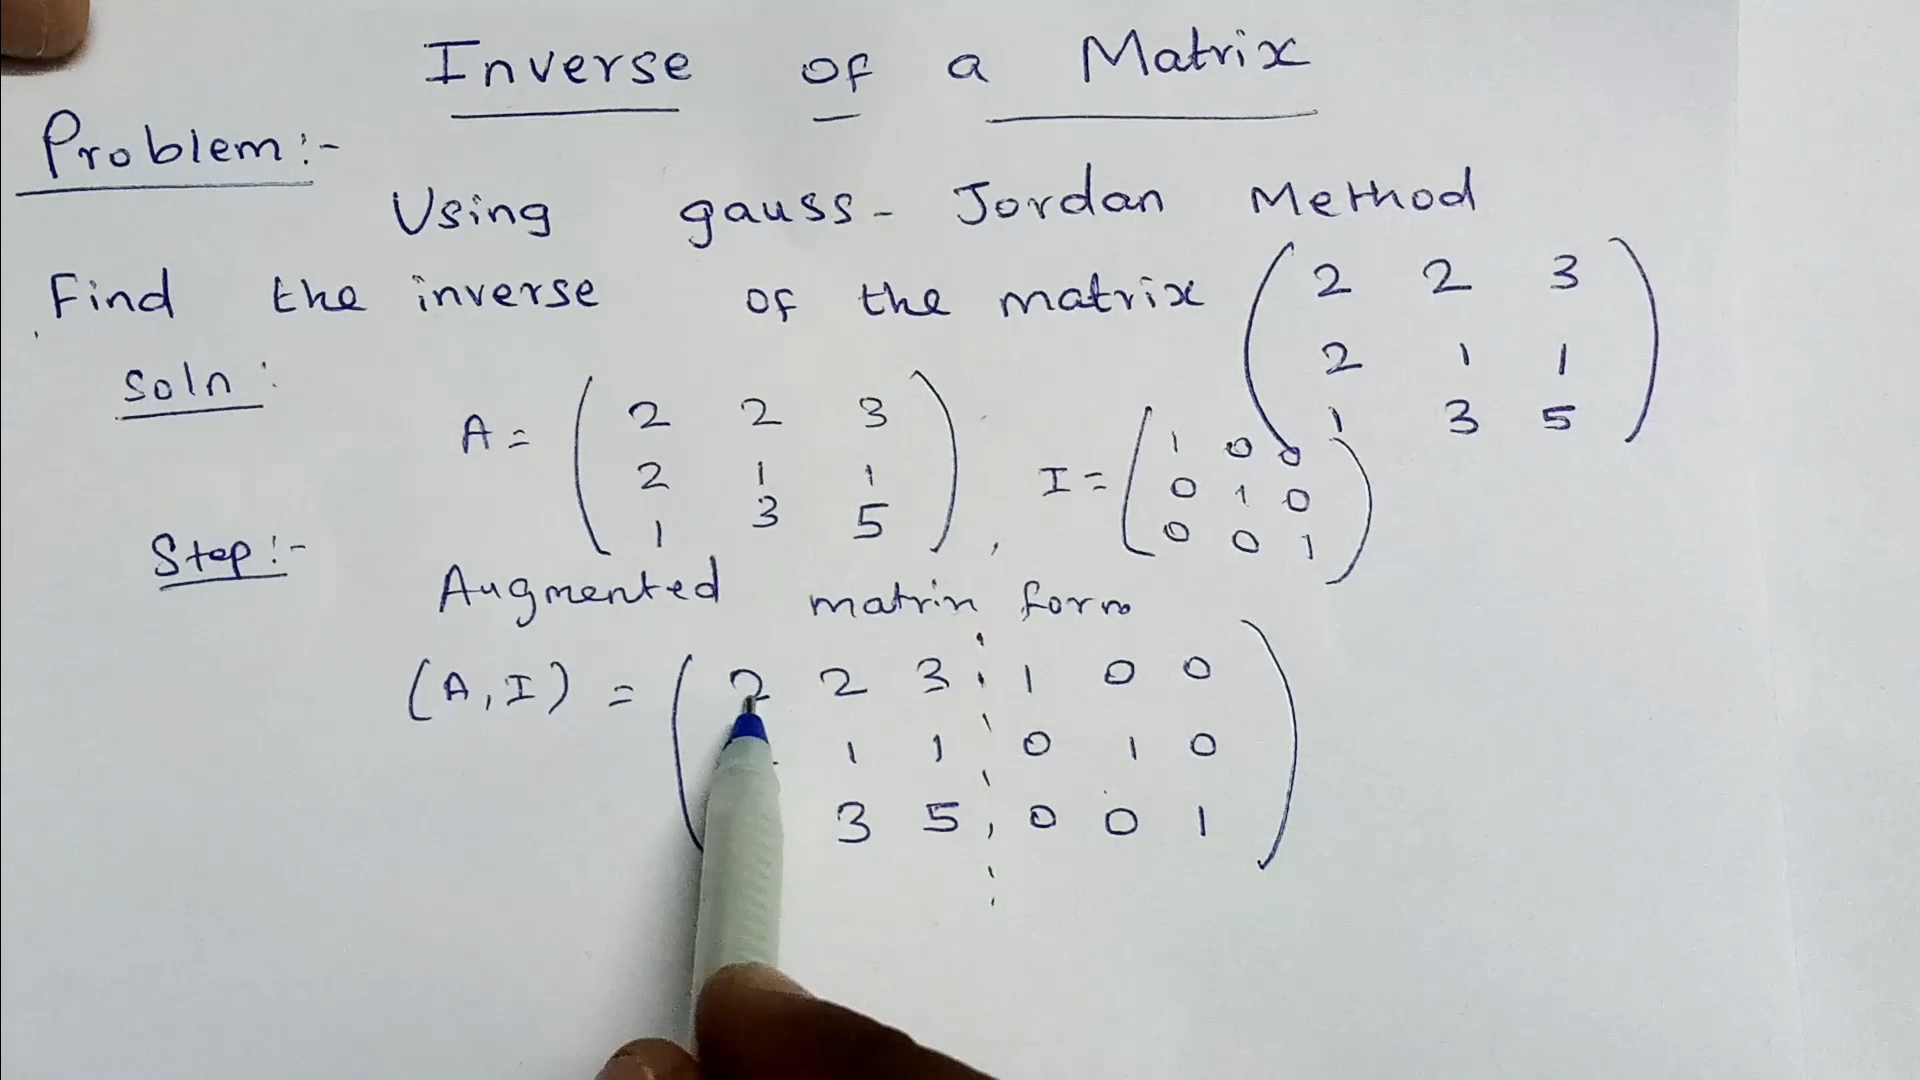 Inverse of a Matrix
Problem:-
Using gauss-Jordan Method
Find the inverse of the matrix ( 2 2 3
2 1 1
1 3 5 )
Soln:
A = ( 2 2 3
2 1 1
1 3 5 ), I = ( 1 0 0
0 1 0
0 0 1 )
Step:-
Augmented matrix form
(A, I) = ( 2 2 3 : 1 0 0
1 1 : 0 1 0
3 5 : 0 0 1 )